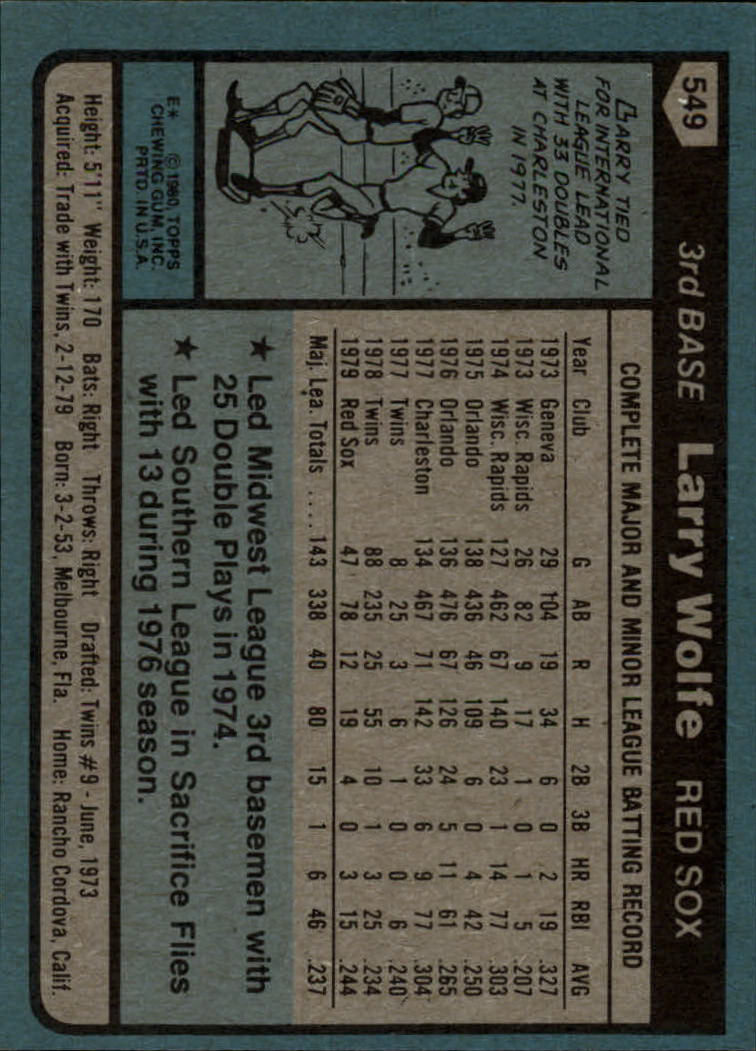 549
3rd BASE Larry Wolfe RED SOX
LARRY TIED
FOR INTERNATIONAL
LEAGUE LEAD
WITH 33 DOUBLES
AT CHARLESTON
IN 1977.
E* © 1980 TOPPS
CHEWING GUM, INC.
PRTD. IN U.S.A.
COMPLETE MAJOR AND MINOR LEAGUE BATTING RECORD
Year Club G AB R H 2B 3B HR RBI AVG
1973 Geneva 29 104 19 34 6 0 2 19 .327
1973 Wisc. Rapids 26 82 9 17 1 0 1 5 .207
1974 Wisc. Rapids 127 462 67 140 23 1 14 77 .303
1975 Orlando 138 436 46 109 6 0 4 42 .250
1976 Orlando 136 476 67 126 24 5 11 61 .265
1977 Charleston 134 467 71 142 33 6 9 77 .304
1977 Twins 8 25 3 6 1 0 0 6 .240
1978 Twins 88 235 25 55 10 1 3 25 .234
1979 Red Sox 47 78 12 19 4 0 3 15 .244
Maj. Lea. Totals .... 143 338 40 80 15 1 6 46 .237
★ Led Midwest League 3rd basemen with
25 Double Plays in 1974.
★ Led Southern League in Sacrifice Flies
with 13 during 1976 season.
Height: 5'11" Weight: 170 Bats: Right Throws: Right Drafted: Twins #9 - June, 1973
Acquired: Trade with Twins, 2-12-79 Born: 3-2-53, Melbourne, Fla. Home: Rancho Cordova, Calif.